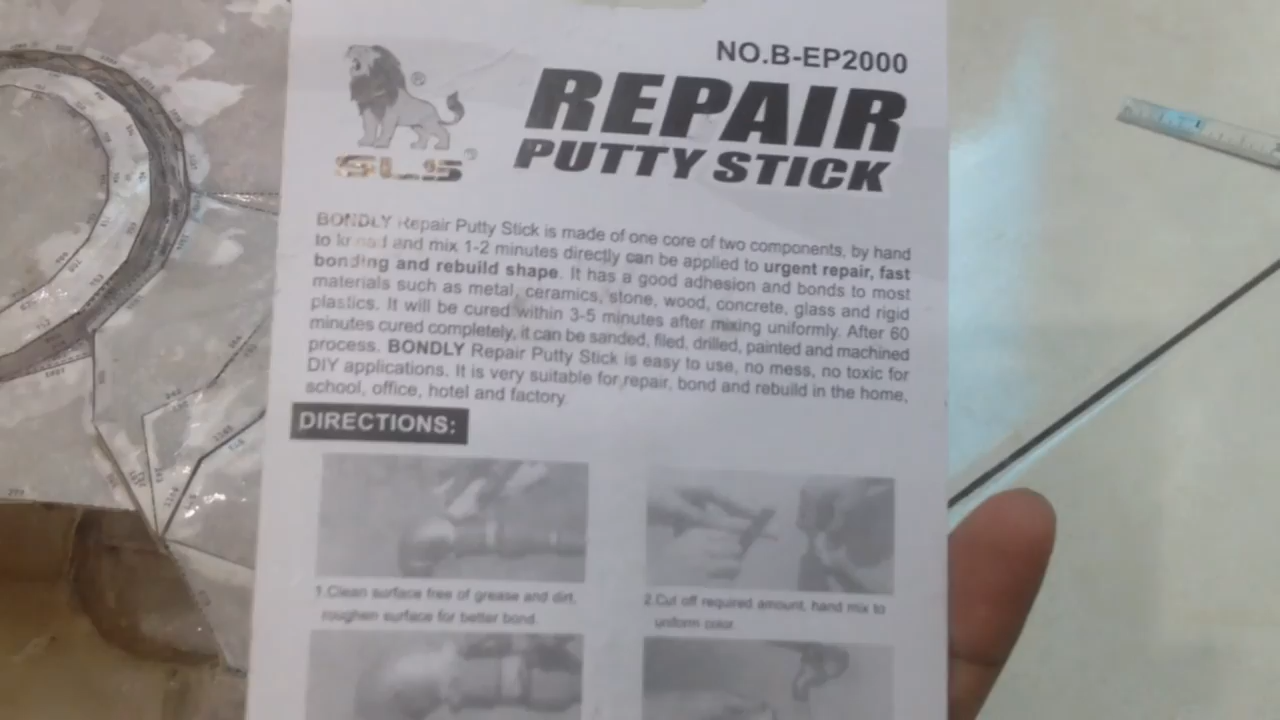 NO.B-EP2000
REPAIR
PUTTY STICK
SLS
BONDLY Repair Putty Stick is made of one core of two components, by hand
to knead and mix 1-2 minutes directly can be applied to urgent repair, fast
bonding and rebuild shape. It has a good adhesion and bonds to most
materials such as metal, ceramics, stone, wood, concrete, glass and rigid
plastics. It will be cured within 3-5 minutes after mixing uniformly. After 60
minutes cured completely, it can be sanded, filed, drilled, painted and machined
process. BONDLY Repair Putty Stick is easy to use, no mess, no toxic for
DIY applications. It is very suitable for repair, bond and rebuild in the home,
school, office, hotel and factory
DIRECTIONS:
1.Clean surface free of grease and dirt,
roughen surface for better bond.
2.Cut off required amount, hand mix to
uniform color.